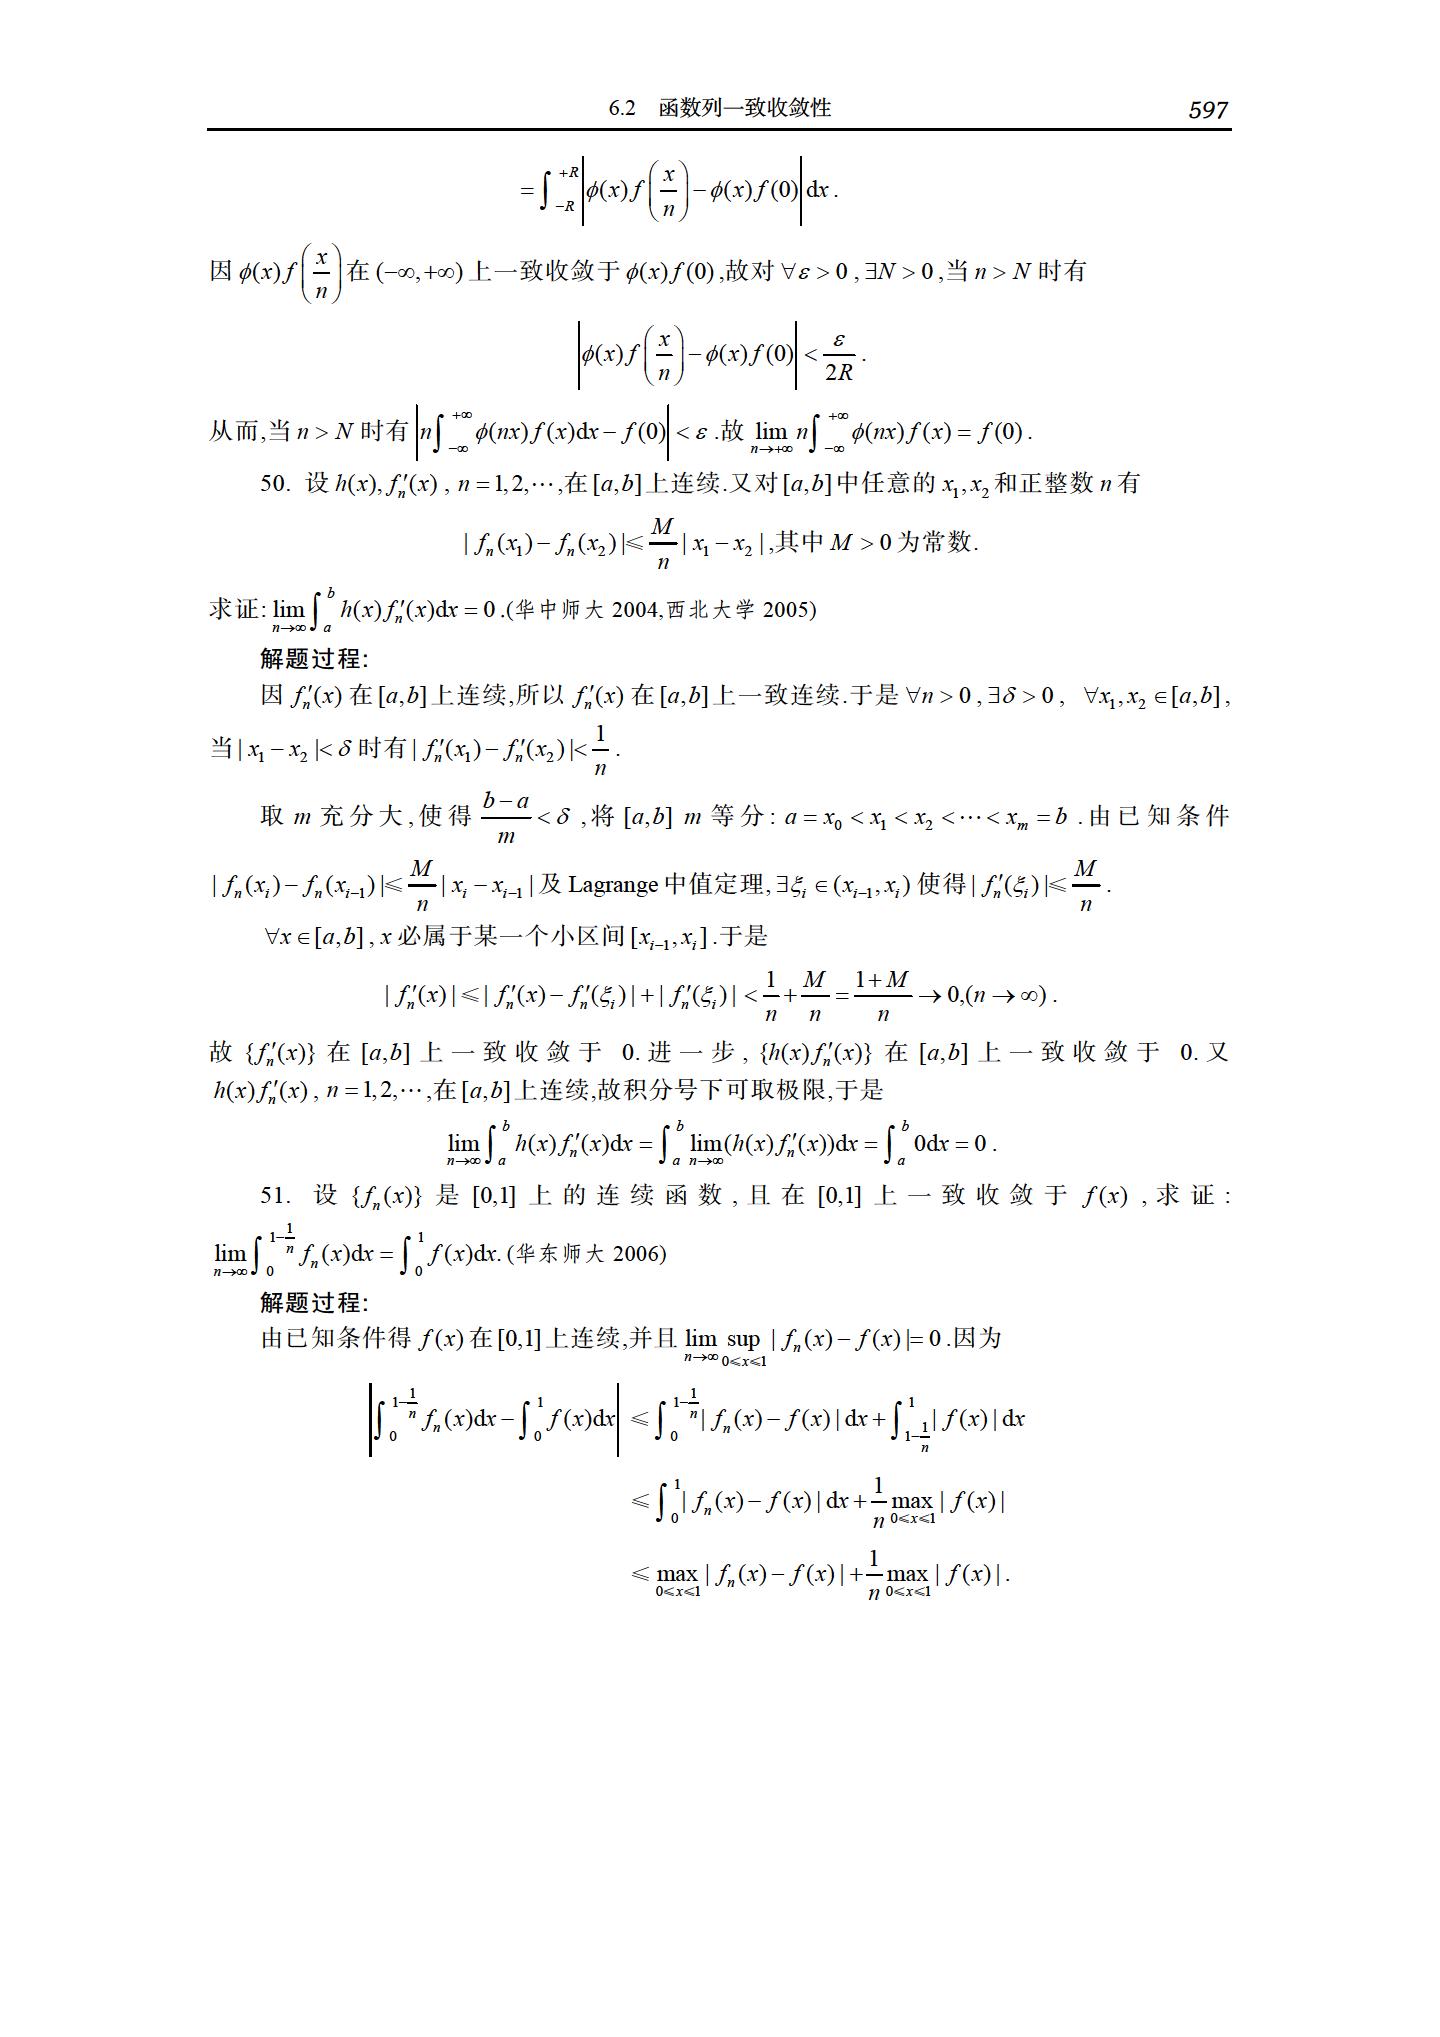 6.2 函数列一致收敛性 597
$=\int_{-R}^{+R}\left|\phi(x)f\left(\frac{x}{n}\right)-\phi(x)f(0)\right|\mathrm{d}x$ .
因 $\phi(x)f\left(\frac{x}{n}\right)$ 在 $(-\infty,+\infty)$ 上一致收敛于 $\phi(x)f(0)$ ,故对 $\forall\varepsilon>0$ , $\exists N>0$ ,当 $n>N$ 时有
$\left|\phi(x)f\left(\frac{x}{n}\right)-\phi(x)f(0)\right|<\frac{\varepsilon}{2R}$ .
从而,当 $n>N$ 时有 $\left|n\int_{-\infty}^{+\infty}\phi(nx)f(x)\mathrm{d}x-f(0)\right|<\varepsilon$ .故 $\lim_{n\to+\infty}n\int_{-\infty}^{+\infty}\phi(nx)f(x)=f(0)$ .
50. 设 $h(x),f_n'(x)$ , $n=1,2,\cdots$ ,在 $[a,b]$ 上连续.又对 $[a,b]$ 中任意的 $x_1,x_2$ 和正整数 $n$ 有
$|f_n(x_1)-f_n(x_2)|\leqslant\frac{M}{n}|x_1-x_2|$ ,其中 $M>0$ 为常数.
求证: $\lim_{n\to\infty}\int_a^b h(x)f_n'(x)\mathrm{d}x=0$ .(华中师大 2004,西北大学 2005)
解题过程:
因 $f_n'(x)$ 在 $[a,b]$ 上连续,所以 $f_n'(x)$ 在 $[a,b]$ 上一致连续.于是 $\forall n>0$ , $\exists\delta>0$ , $\forall x_1,x_2\in[a,b]$ ,
当 $|x_1-x_2|<\delta$ 时有 $|f_n'(x_1)-f_n'(x_2)|<\frac{1}{n}$ .
取 $m$ 充分大,使得 $\frac{b-a}{m}<\delta$ ,将 $[a,b]$ $m$ 等分: $a=x_0<x_1<x_2<\cdots<x_m=b$ .由已知条件
$|f_n(x_i)-f_n(x_{i-1})|\leqslant\frac{M}{n}|x_i-x_{i-1}|$ 及 Lagrange 中值定理, $\exists\xi_i\in(x_{i-1},x_i)$ 使得 $|f_n'(\xi_i)|\leqslant\frac{M}{n}$ .
$\forall x\in[a,b]$ , $x$ 必属于某一个小区间 $[x_{i-1},x_i]$ .于是
$|f_n'(x)|\leqslant|f_n'(x)-f_n'(\xi_i)|+|f_n'(\xi_i)|<\frac{1}{n}+\frac{M}{n}=\frac{1+M}{n}\to0,(n\to\infty)$ .
故 $\{f_n'(x)\}$ 在 $[a,b]$ 上一致收敛于 0. 进一步, $\{h(x)f_n'(x)\}$ 在 $[a,b]$ 上一致收敛于 0. 又
$h(x)f_n'(x)$ , $n=1,2,\cdots$ ,在 $[a,b]$ 上连续,故积分号下可取极限,于是
$\lim_{n\to\infty}\int_a^b h(x)f_n'(x)\mathrm{d}x=\int_a^b\lim_{n\to\infty}(h(x)f_n'(x))\mathrm{d}x=\int_a^b 0\mathrm{d}x=0$ .
51. 设 $\{f_n(x)\}$ 是 $[0,1]$ 上的连续函数,且在 $[0,1]$ 上一致收敛于 $f(x)$ ,求证:
$\lim_{n\to\infty}\int_0^{1-\frac{1}{n}}f_n(x)\mathrm{d}x=\int_0^1 f(x)\mathrm{d}x.$ (华东师大 2006)
解题过程:
由已知条件得 $f(x)$ 在 $[0,1]$ 上连续,并且 $\lim_{n\to\infty}\sup_{0\leqslant x\leqslant1}|f_n(x)-f(x)|=0$ .因为
$\left|\int_0^{1-\frac{1}{n}}f_n(x)\mathrm{d}x-\int_0^1 f(x)\mathrm{d}x\right|\leqslant\int_0^{1-\frac{1}{n}}|f_n(x)-f(x)|\mathrm{d}x+\int_{1-\frac{1}{n}}^1|f(x)|\mathrm{d}x$
$\leqslant\int_0^1|f_n(x)-f(x)|\mathrm{d}x+\frac{1}{n}\max_{0\leqslant x\leqslant1}|f(x)|$
$\leqslant\max_{0\leqslant x\leqslant1}|f_n(x)-f(x)|+\frac{1}{n}\max_{0\leqslant x\leqslant1}|f(x)|.$